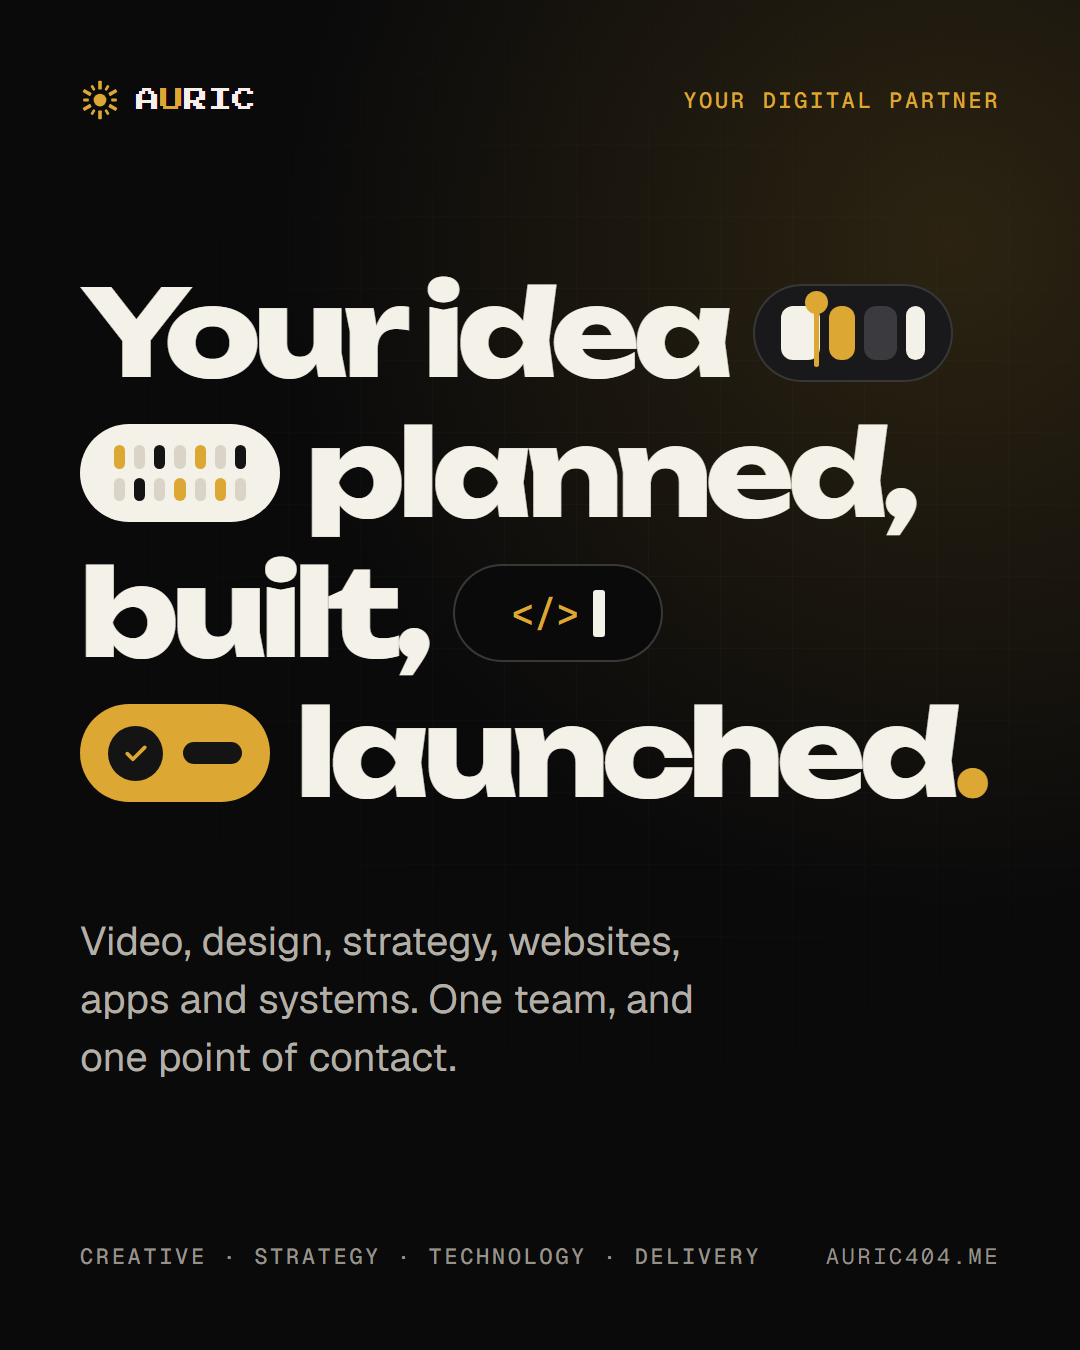 AURIC
YOUR DIGITAL PARTNER
Your idea
planned,
built, </>
launched.
Video, design, strategy, websites,
apps and systems. One team, and
one point of contact.
CREATIVE · STRATEGY · TECHNOLOGY · DELIVERY
AURIC404.ME